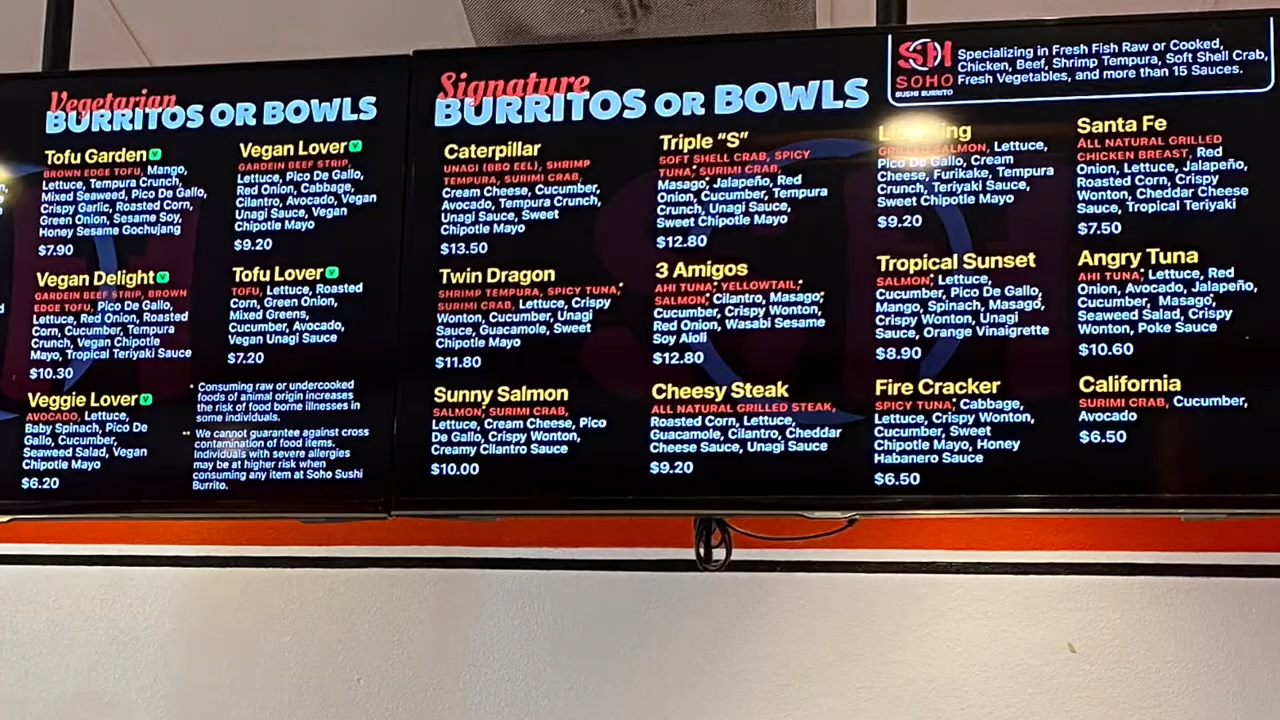 Vegetarian
BURRITOS OR BOWLS
Tofu Garden V
BROWN EDGE TOFU, Mango,
Lettuce, Tempura Crunch,
Mixed Seaweed, Pico De Gallo,
Crispy Garlic, Roasted Corn,
Green Onion, Sesame Soy,
Honey Sesame Gochujang
$7.90
Vegan Lover V
GARDEIN BEEF STRIP,
Lettuce, Pico De Gallo,
Red Onion, Cabbage,
Cilantro, Avocado, Vegan
Unagi Sauce, Vegan
Chipotle Mayo
$9.20
Vegan Delight V
GARDEIN BEEF STRIP, BROWN
EDGE TOFU, Pico De Gallo,
Lettuce, Red Onion, Roasted
Corn, Cucumber, Tempura
Crunch, Vegan Chipotle
Mayo, Tropical Teriyaki Sauce
$10.30
Tofu Lover V
TOFU, Lettuce, Roasted
Corn, Green Onion,
Mixed Greens,
Cucumber, Avocado,
Vegan Unagi Sauce
$7.20
Veggie Lover V
AVOCADO, Lettuce,
Baby Spinach, Pico De
Gallo, Cucumber,
Seaweed Salad, Vegan
Chipotle Mayo
$6.20
* Consuming raw or undercooked
foods of animal origin increases
the risk of food borne illnesses in
some individuals.
** We cannot guarantee against cross
contamination of food items.
Individuals with severe allergies
may be at higher risk when
consuming any item at Soho Sushi
Burrito.
Signature
BURRITOS OR BOWLS
SH
SOHO
SUSHI BURRITO
Specializing in Fresh Fish Raw or Cooked,
Chicken, Beef, Shrimp Tempura, Soft Shell Crab,
Fresh Vegetables, and more than 15 Sauces.
Caterpillar
UNAGI (BBQ EEL), SHRIMP
TEMPURA, SURIMI CRAB,
Cream Cheese, Cucumber,
Avocado, Tempura Crunch,
Unagi Sauce, Sweet
Chipotle Mayo
$13.50
Triple "S"
SOFT SHELL CRAB, SPICY
TUNA,* SURIMI CRAB,
Masago,* Jalapeño, Red
Onion, Cucumber, Tempura
Crunch, Unagi Sauce,
Sweet Chipotle Mayo
$12.80
GRILLED SALMON, Lettuce,
Pico De Gallo, Cream
Cheese, Furikake, Tempura
Crunch, Teriyaki Sauce,
Sweet Chipotle Mayo
$9.20
Santa Fe
ALL NATURAL GRILLED
CHICKEN BREAST, Red
Onion, Lettuce, Jalapeño,
Roasted Corn, Crispy
Wonton, Cheddar Cheese
Sauce, Tropical Teriyaki
$7.50
Twin Dragon
SHRIMP TEMPURA, SPICY TUNA,*
SURIMI CRAB, Lettuce, Crispy
Wonton, Cucumber, Unagi
Sauce, Guacamole, Sweet
Chipotle Mayo
$11.80
3 Amigos
AHI TUNA,* YELLOWTAIL,*
SALMON,* Cilantro, Masago,*
Cucumber, Crispy Wonton,
Red Onion, Wasabi Sesame
Soy Aioli
$12.80
Tropical Sunset
SALMON,* Lettuce,
Cucumber, Pico De Gallo,
Mango, Spinach, Masago,*
Crispy Wonton, Unagi
Sauce, Orange Vinaigrette
$8.90
Angry Tuna
AHI TUNA,* Lettuce, Red
Onion, Avocado, Jalapeño,
Cucumber, Masago,*
Seaweed Salad, Crispy
Wonton, Poke Sauce
$10.60
Sunny Salmon
SALMON,* SURIMI CRAB,
Lettuce, Cream Cheese, Pico
De Gallo, Crispy Wonton,
Creamy Cilantro Sauce
$10.00
Cheesy Steak
ALL NATURAL GRILLED STEAK,
Roasted Corn, Lettuce,
Guacamole, Cilantro, Cheddar
Cheese Sauce, Unagi Sauce
$9.20
Fire Cracker
SPICY TUNA,* Cabbage,
Lettuce, Crispy Wonton,
Cucumber, Sweet
Chipotle Mayo, Honey
Habanero Sauce
$6.50
California
SURIMI CRAB, Cucumber,
Avocado
$6.50